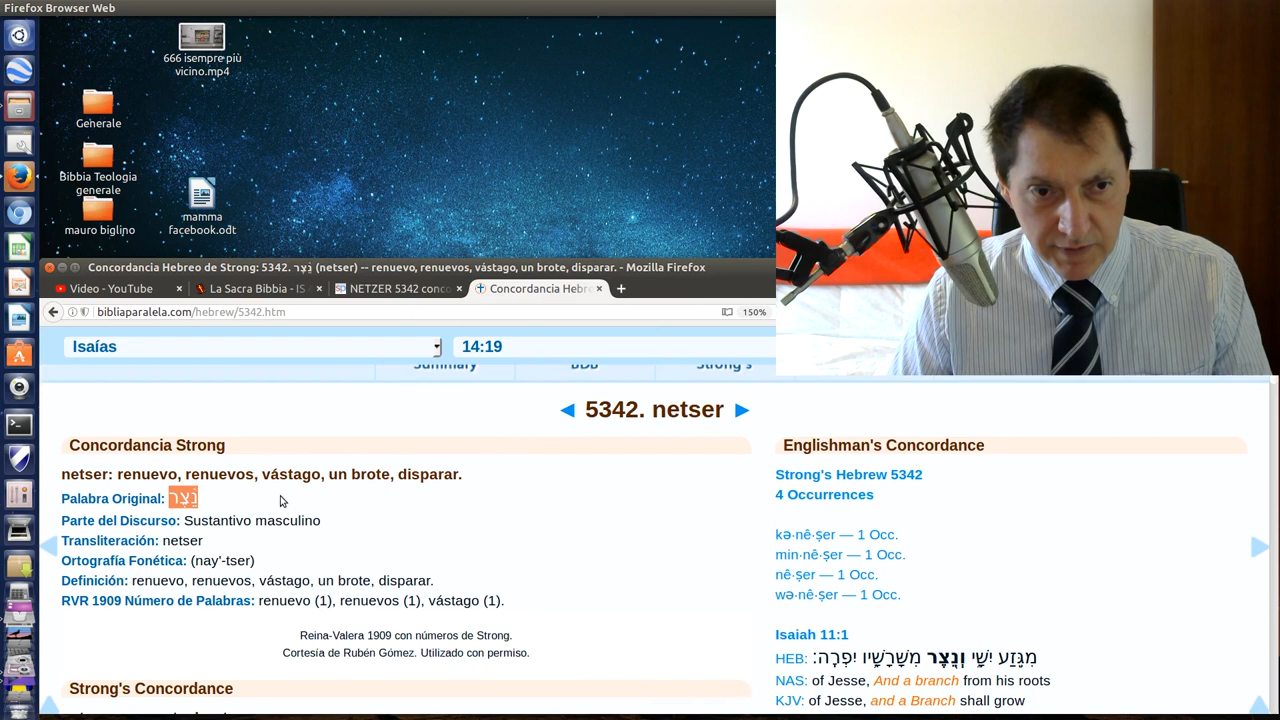 Firefox Browser Web
666 isempre più
vicino.mp4
Generale
Bibbia Teologia
generale
mauro biglino
mamma
facebook.odt
Concordancia Hebreo de Strong: 5342. נֵ֫צֶר (netser) -- renuevo, renuevos, vástago, un brote, disparar. - Mozilla Firefox
Video - YouTube
La Sacra Bibbia - IS
NETZER 5342 conc
Concordancia Hebr
bibliaparalela.com/hebrew/5342.htm
150%
Isaías
14:19
Summary
BDB
Strong's
5342. netser
Concordancia Strong
netser: renuevo, renuevos, vástago, un brote, disparar.
Palabra Original: נֵ֫צֶר
Parte del Discurso: Sustantivo masculino
Transliteración: netser
Ortografía Fonética: (nay'-tser)
Definición: renuevo, renuevos, vástago, un brote, disparar.
RVR 1909 Número de Palabras: renuevo (1), renuevos (1), vástago (1).
Reina-Valera 1909 con números de Strong.
Cortesía de Rubén Gómez. Utilizado con permiso.
Strong's Concordance
Englishman's Concordance
Strong's Hebrew 5342
4 Occurrences
kə·nê·ṣer — 1 Occ.
min·nê·ṣer — 1 Occ.
nê·ṣer — 1 Occ.
wə·nê·ṣer — 1 Occ.
Isaiah 11:1
HEB: מִגֵּ֣זַע יִשָׁ֑י וְנֵ֖צֶר מִשָּׁרָשָׁ֥יו יִפְרֶֽה׃
NAS: of Jesse, And a branch from his roots
KJV: of Jesse, and a Branch shall grow